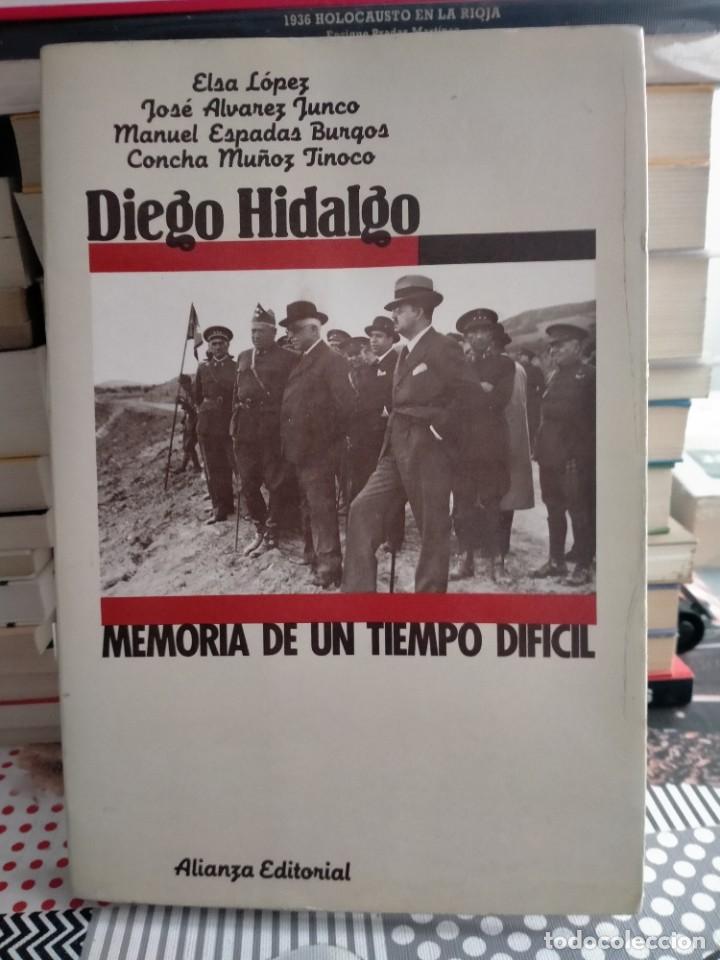 1936 HOLOCAUSTO EN LA RIOJA
Elsa López
José Alvarez Junco
Manuel Espadas Burgos
Concha Muñoz Tinoco
Diego Hidalgo
MEMORIA DE UN TIEMPO DIFICIL
Alianza Editorial
todocoleccion